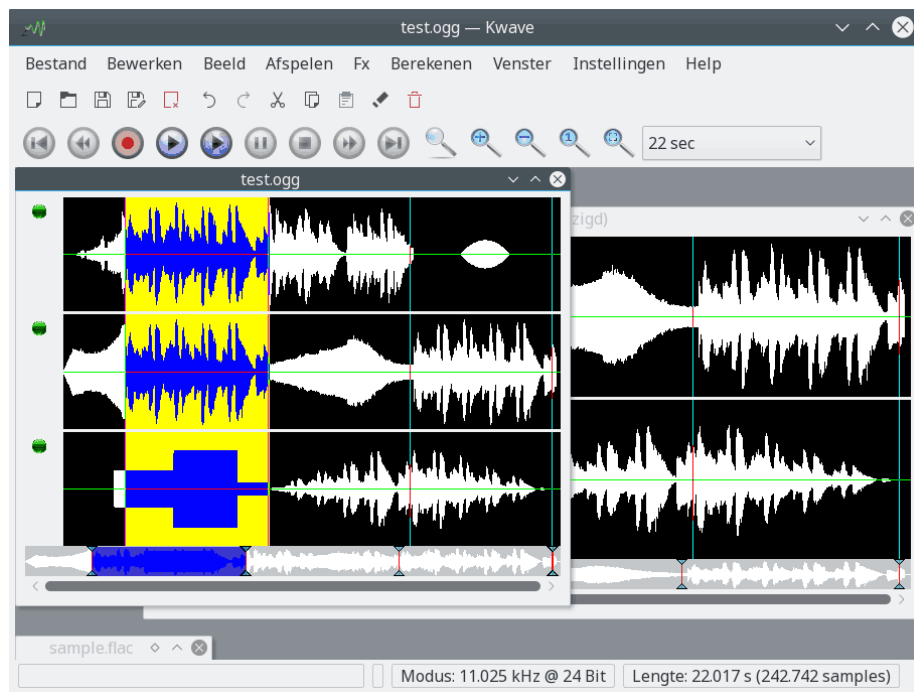 test.ogg — Kwave
Bestand Bewerken Beeld Afspelen Fx Berekenen Venster Instellingen Help
22 sec
test.ogg
zigd)
sample.flac
Modus: 11.025 kHz @ 24 Bit Lengte: 22.017 s (242.742 samples)